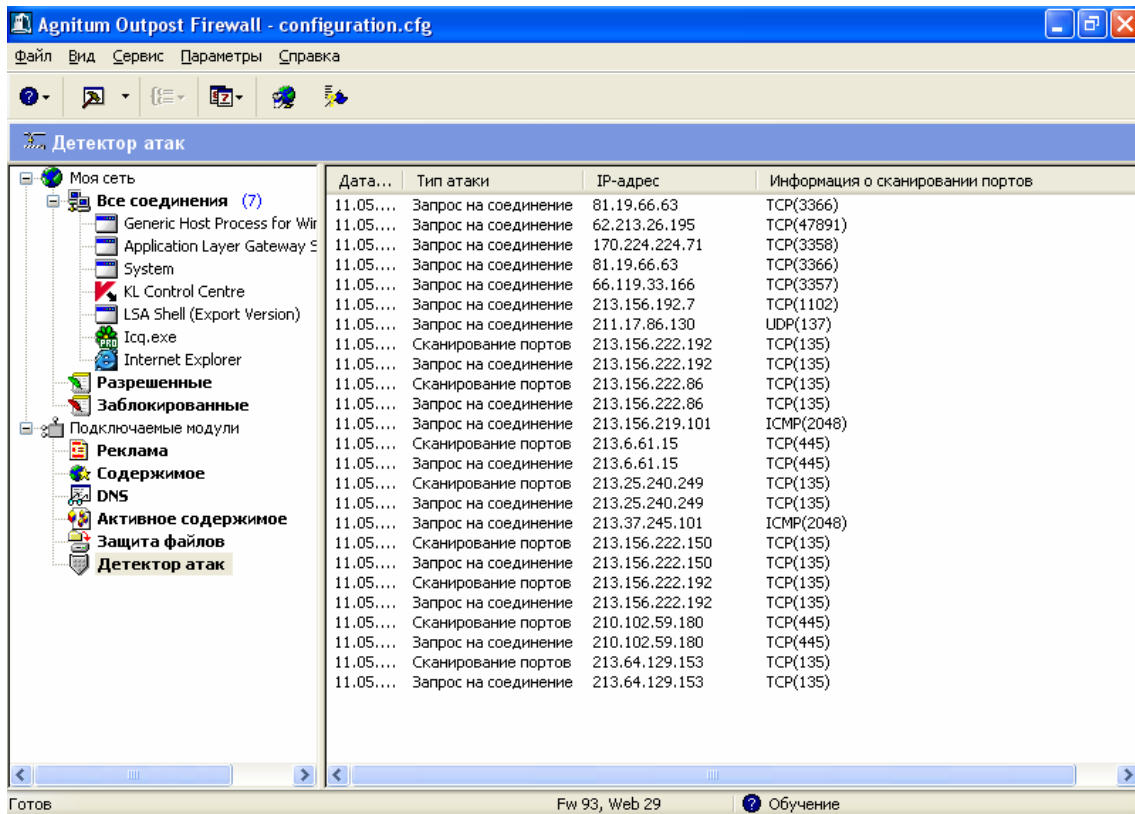 Agnitum Outpost Firewall - configuration.cfg
Файл Вид Сервис Параметры Справка
Детектор атак
Моя сеть
Все соединения (7)
Generic Host Process for Wir
Application Layer Gateway S
System
KL Control Centre
LSA Shell (Export Version)
Icq.exe
Internet Explorer
Разрешенные
Заблокированные
Подключаемые модули
Реклама
Содержимое
DNS
Активное содержимое
Защита файлов
Детектор атак
Дата... Тип атаки IP-адрес Информация о сканировании портов
11.05.... Запрос на соединение 81.19.66.63 TCP(3366)
11.05.... Запрос на соединение 62.213.26.195 TCP(47891)
11.05.... Запрос на соединение 170.224.224.71 TCP(3358)
11.05.... Запрос на соединение 81.19.66.63 TCP(3366)
11.05.... Запрос на соединение 66.119.33.166 TCP(3357)
11.05.... Запрос на соединение 213.156.192.7 TCP(1102)
11.05.... Запрос на соединение 211.17.86.130 UDP(137)
11.05.... Сканирование портов 213.156.222.192 TCP(135)
11.05.... Запрос на соединение 213.156.222.192 TCP(135)
11.05.... Сканирование портов 213.156.222.86 TCP(135)
11.05.... Запрос на соединение 213.156.222.86 TCP(135)
11.05.... Запрос на соединение 213.156.219.101 ICMP(2048)
11.05.... Сканирование портов 213.6.61.15 TCP(445)
11.05.... Запрос на соединение 213.6.61.15 TCP(445)
11.05.... Сканирование портов 213.25.240.249 TCP(135)
11.05.... Запрос на соединение 213.25.240.249 TCP(135)
11.05.... Запрос на соединение 213.37.245.101 ICMP(2048)
11.05.... Сканирование портов 213.156.222.150 TCP(135)
11.05.... Запрос на соединение 213.156.222.150 TCP(135)
11.05.... Сканирование портов 213.156.222.192 TCP(135)
11.05.... Запрос на соединение 213.156.222.192 TCP(135)
11.05.... Сканирование портов 210.102.59.180 TCP(445)
11.05.... Запрос на соединение 210.102.59.180 TCP(445)
11.05.... Сканирование портов 213.64.129.153 TCP(135)
11.05.... Запрос на соединение 213.64.129.153 TCP(135)
Готов Fw 93, Web 29 Обучение